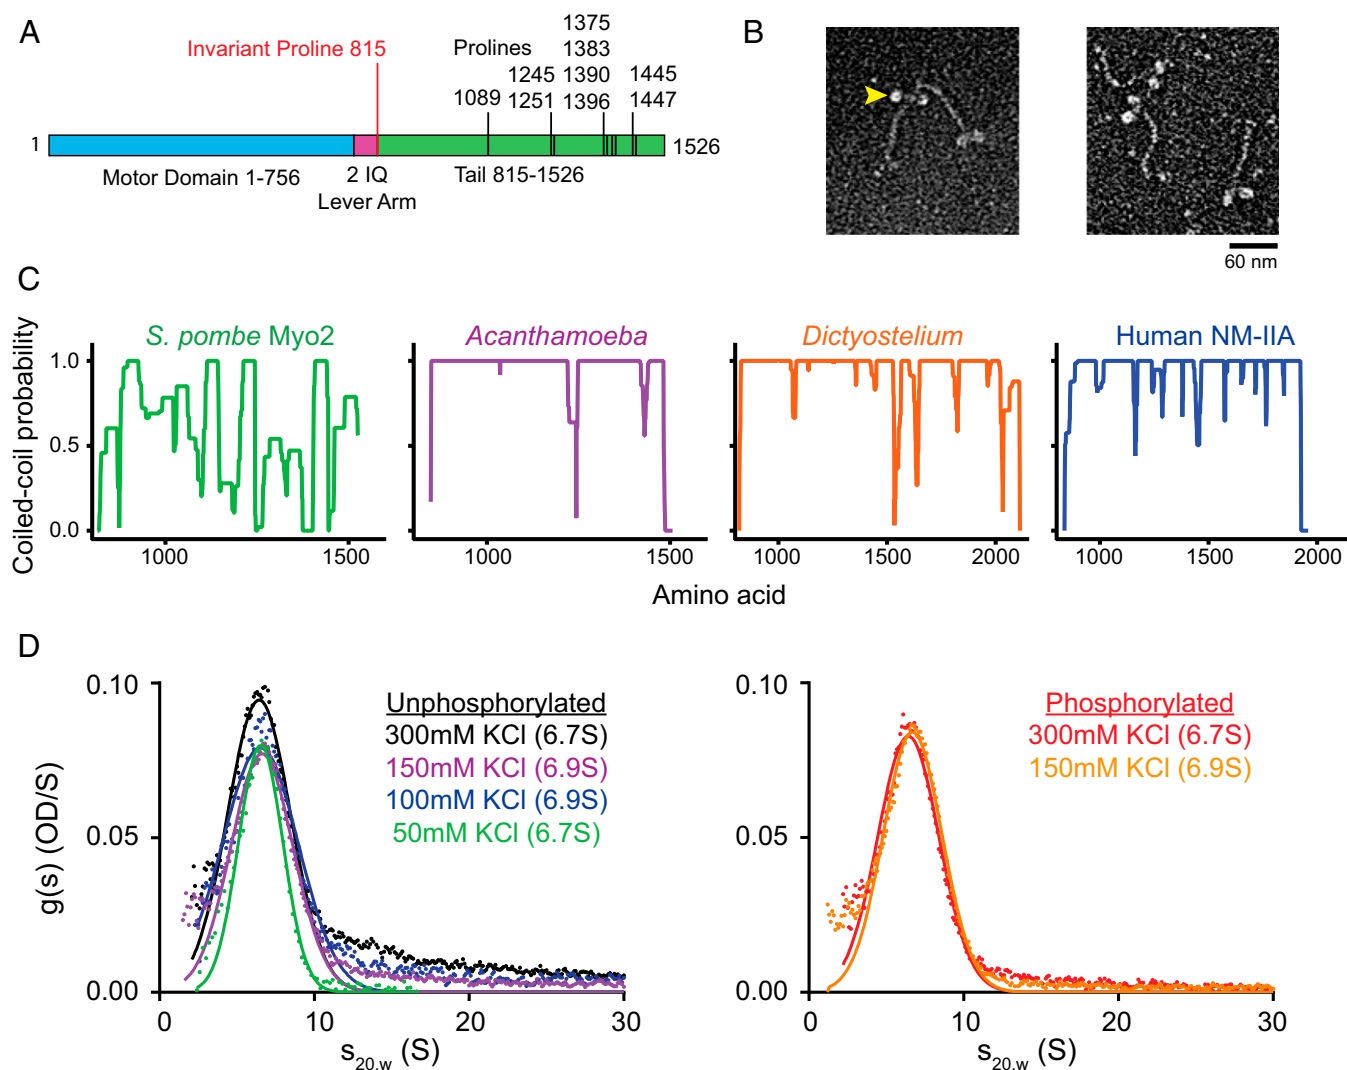 A
Invariant Proline 815
Prolines
1089
1245
1251
1375
1383
1390
1396
1445
1447
1
1526
Motor Domain 1-756
2 IQ
Lever Arm
Tail 815-1526
B
60 nm
C
Coiled-coil probability
1.0
0.5
0.0
S. pombe Myo2
1000
1500
Acanthamoeba
1000
1500
Dictyostelium
1000
1500
2000
Human NM-IIA
1000
1500
2000
Amino acid
D
g(s) (OD/S)
0.10
0.05
0.00
Unphosphorylated
300mM KCl (6.7S)
150mM KCl (6.9S)
100mM KCl (6.9S)
50mM KCl (6.7S)
0
10
20
30
s20,w (S)
0.10
0.05
0.00
Phosphorylated
300mM KCl (6.7S)
150mM KCl (6.9S)
0
10
20
30
s20,w (S)